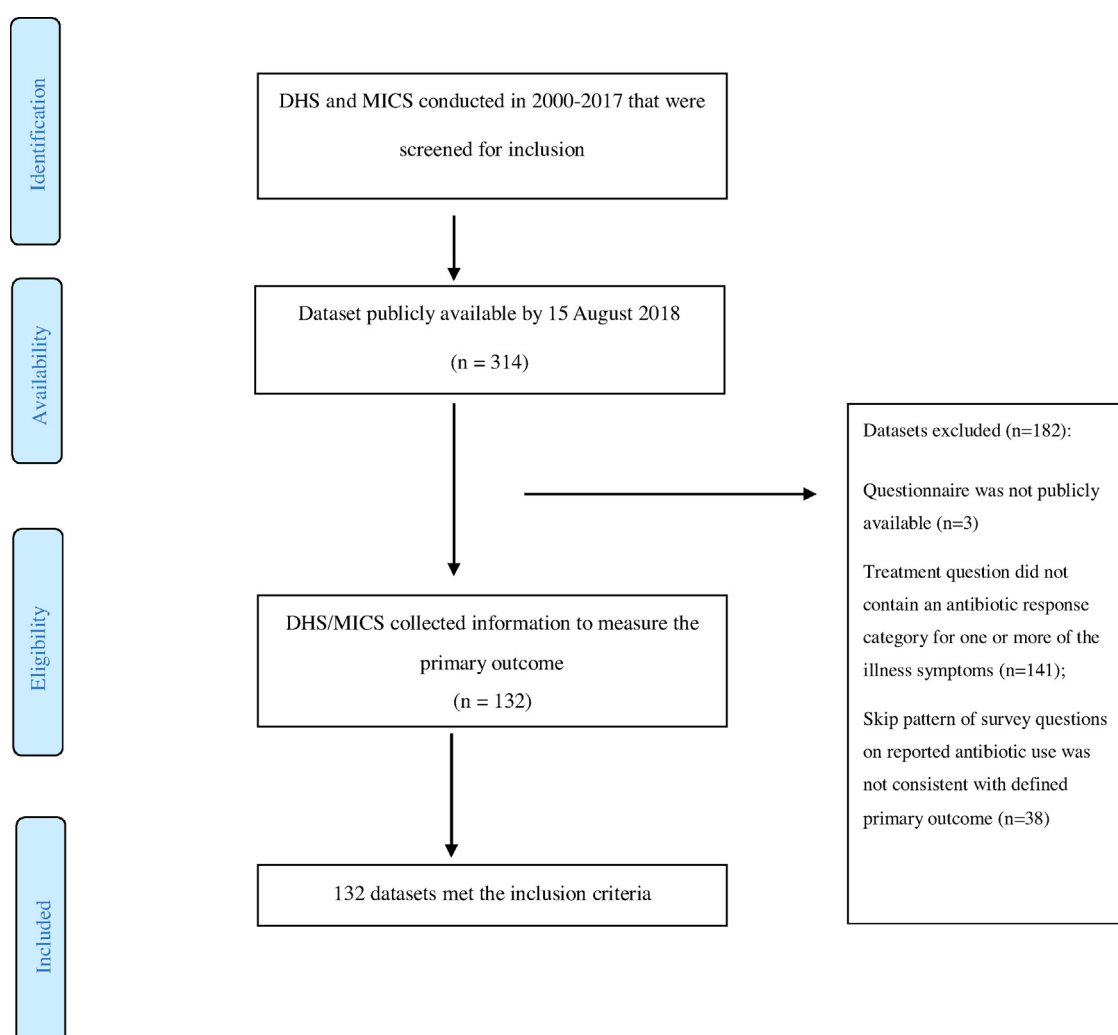 Identification
DHS and MICS conducted in 2000-2017 that were
screened for inclusion
Availability
Dataset publicly available by 15 August 2018
(n = 314)
Datasets excluded (n=182):
Questionnaire was not publicly
available (n=3)
Treatment question did not
contain an antibiotic response
category for one or more of the
illness symptoms (n=141);
Skip pattern of survey questions
on reported antibiotic use was
not consistent with defined
primary outcome (n=38)
Eligibility
DHS/MICS collected information to measure the
primary outcome
(n = 132)
Included
132 datasets met the inclusion criteria